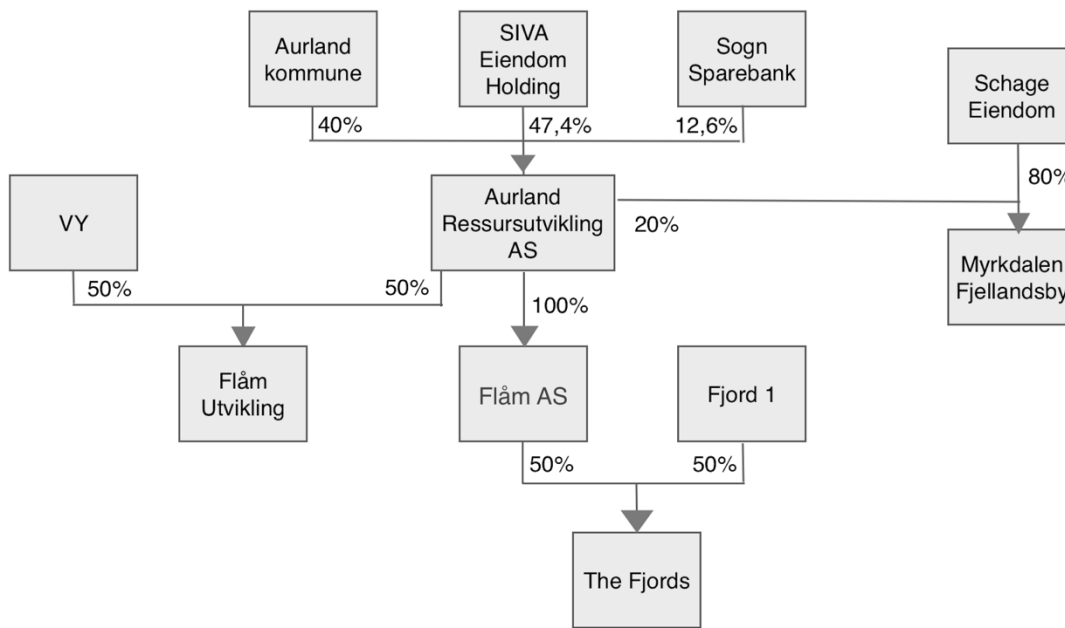 Aurland
kommune
SIVA
Eiendom
Holding
Sogn
Sparebank
Schage
Eiendom
40%
47,4%
12,6%
80%
VY
Aurland
Ressursutvikling
AS
20%
Myrkdalen
Fjellandsby
50%
50%
100%
Flåm
Utvikling
Flåm AS
Fjord 1
50%
50%
The Fjords